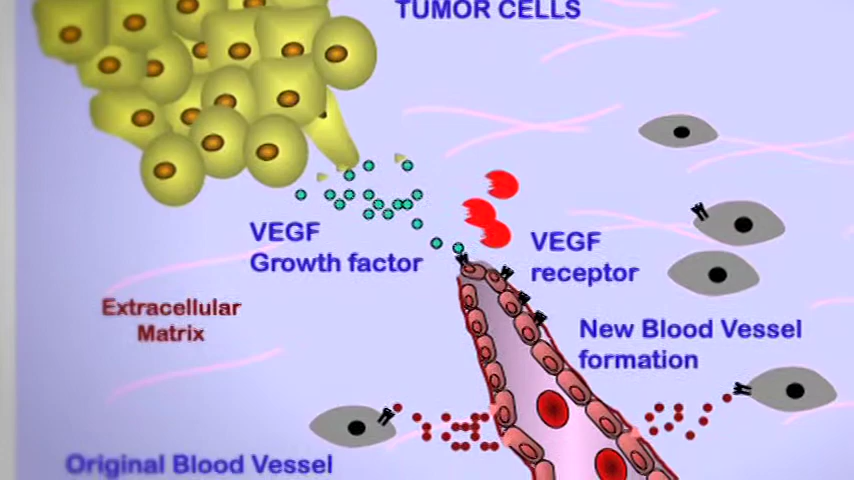 TUMOR CELLS
VEGF
Growth factor
VEGF
receptor
Extracellular
Matrix
New Blood Vessel
formation
Original Blood Vessel